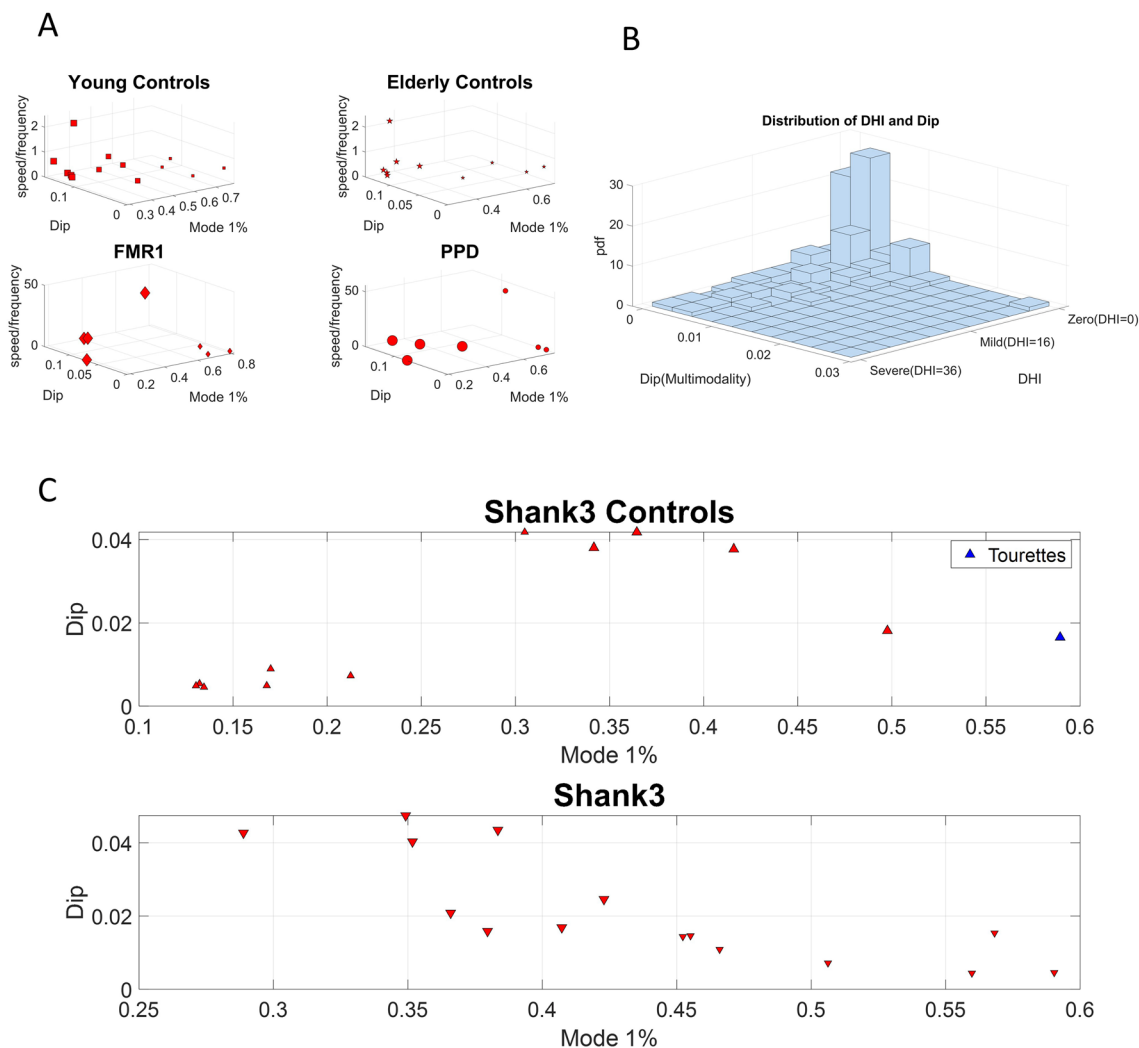 A
B
Young Controls
Elderly Controls
speed/frequency
2
1
0
0.1
0
0.3 0.4 0.5 0.6 0.7
Dip
Mode 1%
speed/frequency
2
1
0
0.1
0.05
0
0.4
0.6
Dip
Mode 1%
FMR1
PPD
speed/frequency
50
0
0.1
0.05
0
0.2
0.4
0.6
0.8
Dip
Mode 1%
speed/frequency
50
0
0.1
0.05
0
0.2
0.4
0.6
Dip
Mode 1%
Distribution of DHI and Dip
pdf
30
20
10
0
0
0.01
0.02
0.03
Dip(Multimodality)
Zero(DHI=0)
Mild(DHI=16)
Severe(DHI=36)
DHI
C
Shank3 Controls
Tourettes
Dip
0.04
0.02
0
0.1 0.15 0.2 0.25 0.3 0.35 0.4 0.45 0.5 0.55 0.6
Mode 1%
Shank3
Dip
0.04
0.02
0
0.25 0.3 0.35 0.4 0.45 0.5 0.55 0.6
Mode 1%